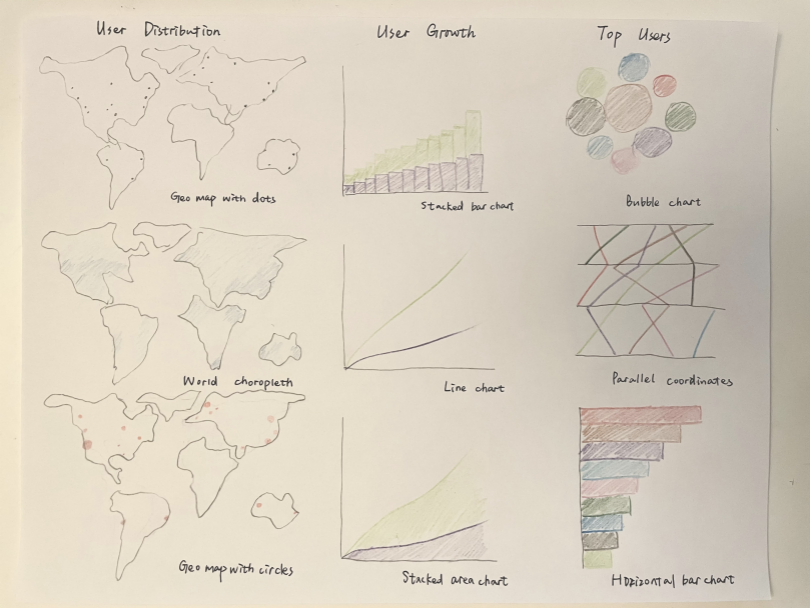 User Distribution
User Growth
Top Users
Geo map with dots
Stacked bar chart
Bubble chart
World choropleth
Line chart
Parallel coordinates
Geo map with circles
Stacked area chart
Horizontal bar chart